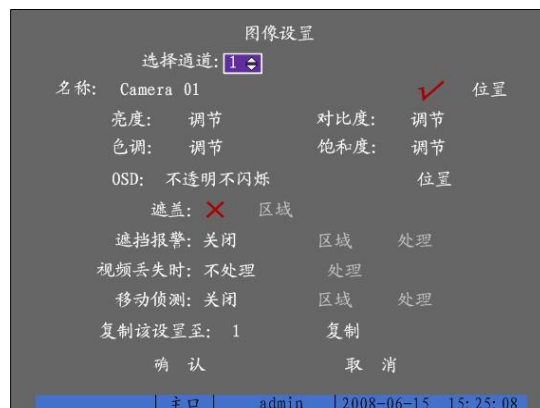 图像设置
选择通道: 1
名称: Camera 01 位置
亮度: 调节 对比度: 调节
色调: 调节 饱和度: 调节
OSD: 不透明不闪烁 位置
遮盖: 区域
遮挡报警: 关闭 区域 处理
视频丢失时: 不处理 处理
移动侦测: 关闭 区域 处理
复制该设置至: 1 复制
确 认 取 消
主口 admin 2008-06-15 15:25:08